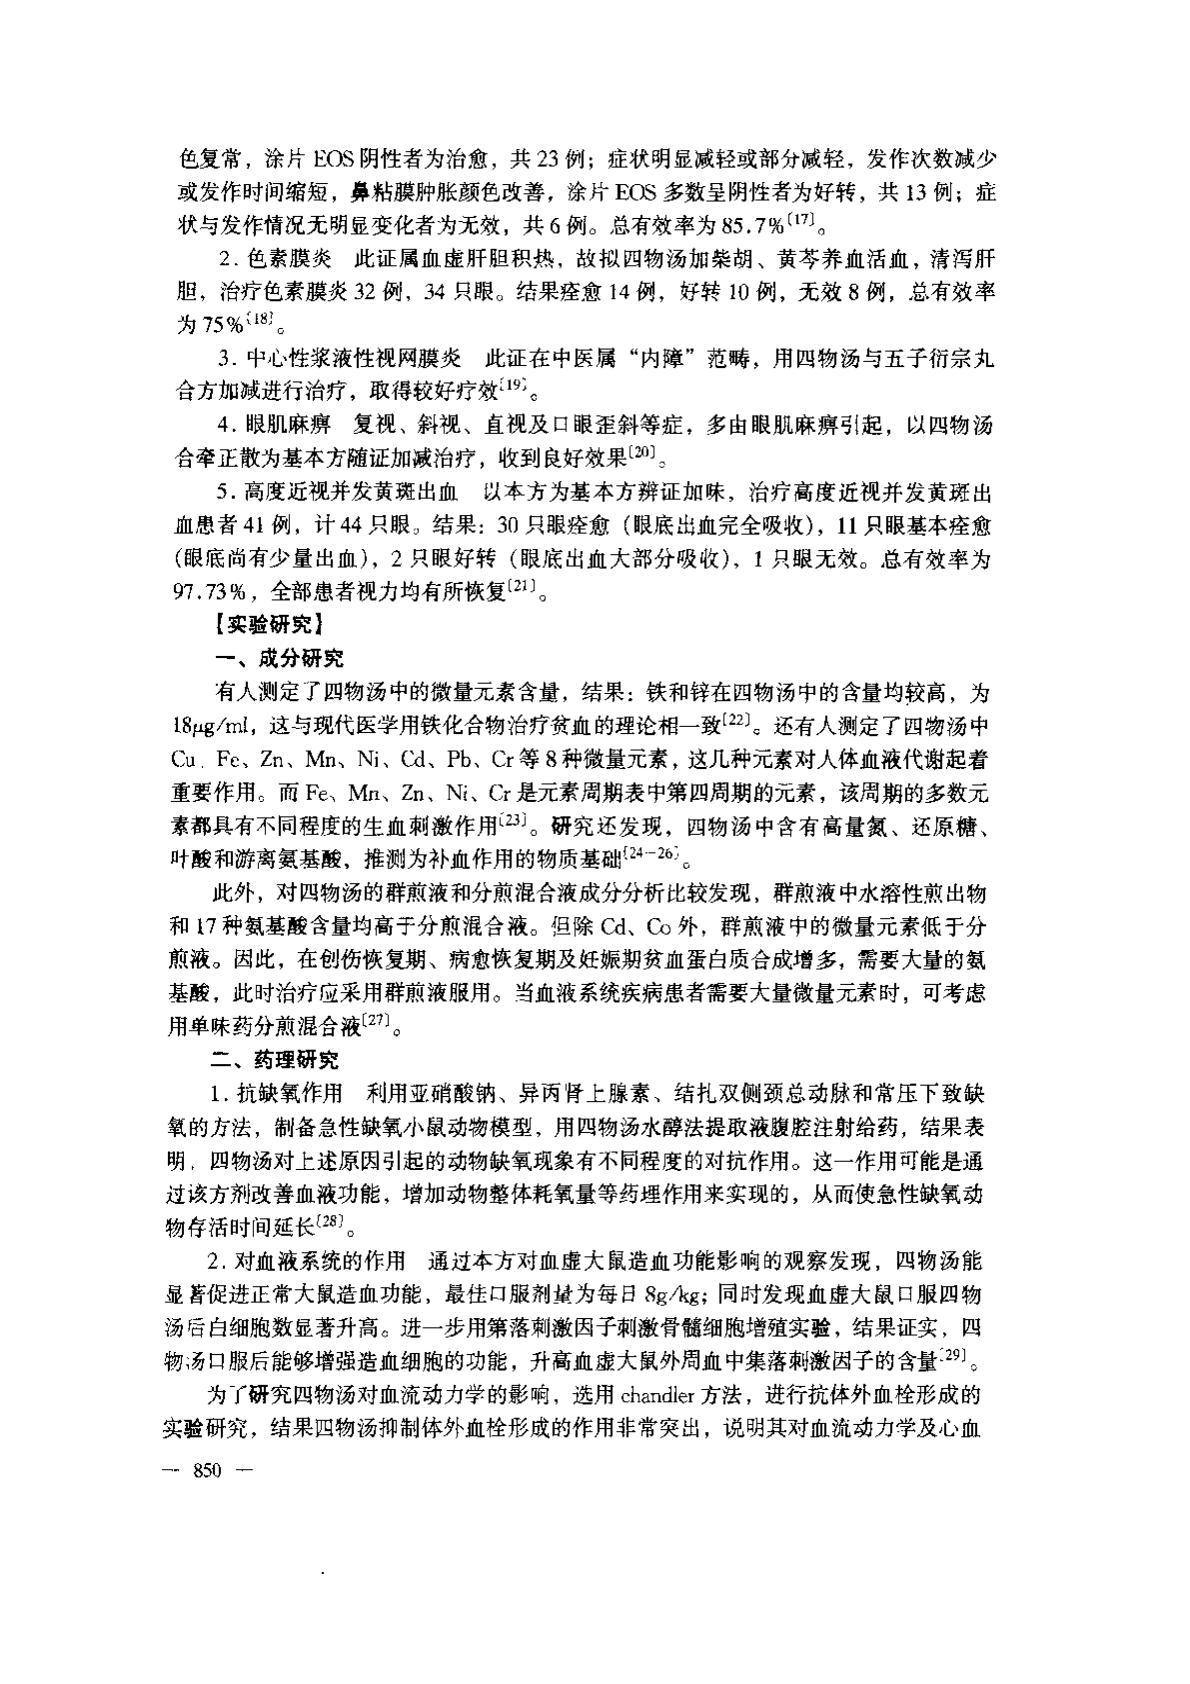 色复常，涂片 EOS 阴性者为治愈，共 23 例；症状明显减轻或部分减轻，发作次数减少
或发作时间缩短，鼻粘膜肿胀颜色改善，涂片 EOS 多数呈阴性者为好转，共 13 例；症
状与发作情况无明显变化者为无效，共 6 例。总有效率为 85.7%〔17〕。
2. 色素膜炎　此证属血虚肝胆积热，故拟四物汤加柴胡、黄芩养血活血，清泻肝
胆，治疗色素膜炎 32 例，34 只眼。结果痊愈 14 例，好转 10 例，无效 8 例，总有效率
为 75%〔18〕。
3. 中心性浆液性视网膜炎　此证在中医属“内障”范畴，用四物汤与五子衍宗丸
合方加减进行治疗，取得较好疗效〔19〕。
4. 眼肌麻痹　复视、斜视、直视及口眼歪斜等症，多由眼肌麻痹引起，以四物汤
合牵正散为基本方随证加减治疗，收到良好效果〔20〕。
5. 高度近视并发黄斑出血　以本方为基本方辨证加味，治疗高度近视并发黄斑出
血患者 41 例，计 44 只眼。结果：30 只眼痊愈（眼底出血完全吸收），11 只眼基本痊愈
(眼底尚有少量出血)，2 只眼好转（眼底出血大部分吸收），1 只眼无效。总有效率为
97.73%，全部患者视力均有所恢复〔21〕。
【实验研究】
一、成分研究
有人测定了四物汤中的微量元素含量，结果：铁和锌在四物汤中的含量均较高，为
18μg/ml，这与现代医学用铁化合物治疗贫血的理论相一致〔22〕。还有人测定了四物汤中
Cu、Fe、Zn、Mn、Ni、Cd、Pb、Cr 等 8 种微量元素，这几种元素对人体血液代谢起着
重要作用。而 Fe、Mn、Zn、Ni、Cr 是元素周期表中第四周期的元素，该周期的多数元
素都具有不同程度的生血刺激作用〔23〕。研究还发现，四物汤中含有高量氮、还原糖、
叶酸和游离氨基酸，推测为补血作用的物质基础〔24-26〕。
此外，对四物汤的群煎液和分煎混合液成分分析比较发现，群煎液中水溶性煎出物
和 17 种氨基酸含量均高于分煎混合液。但除 Cd、Co 外，群煎液中的微量元素低于分
煎液。因此，在创伤恢复期、病愈恢复期及妊娠期贫血蛋白质合成增多，需要大量的氨
基酸，此时治疗应采用群煎液服用。当血液系统疾病患者需要大量微量元素时，可考虑
用单味药分煎混合液〔27〕。
二、药理研究
1. 抗缺氧作用　利用亚硝酸钠、异丙肾上腺素、结扎双侧颈总动脉和常压下致缺
氧的方法，制备急性缺氧小鼠动物模型，用四物汤水醇法提取液腹腔注射给药，结果表
明，四物汤对上述原因引起的动物缺氧现象有不同程度的对抗作用。这一作用可能是通
过该方剂改善血液功能，增加动物整体耗氧量等药理作用来实现的，从而使急性缺氧动
物存活时间延长〔28〕。
2. 对血液系统的作用　通过本方对血虚大鼠造血功能影响的观察发现，四物汤能
显著促进正常大鼠造血功能，最佳口服剂量为每日 8g/kg；同时发现血虚大鼠口服四物
汤后白细胞数显著升高。进一步用第落刺激因子刺激骨髓细胞增殖实验，结果证实，四
物汤口服后能够增强造血细胞的功能，升高血虚大鼠外周血中集落刺激因子的含量〔29〕。
为了研究四物汤对血流动力学的影响，选用 chandler 方法，进行抗体外血栓形成的
实验研究，结果四物汤抑制体外血栓形成的作用非常突出，说明其对血流动力学及心血
— 850 —